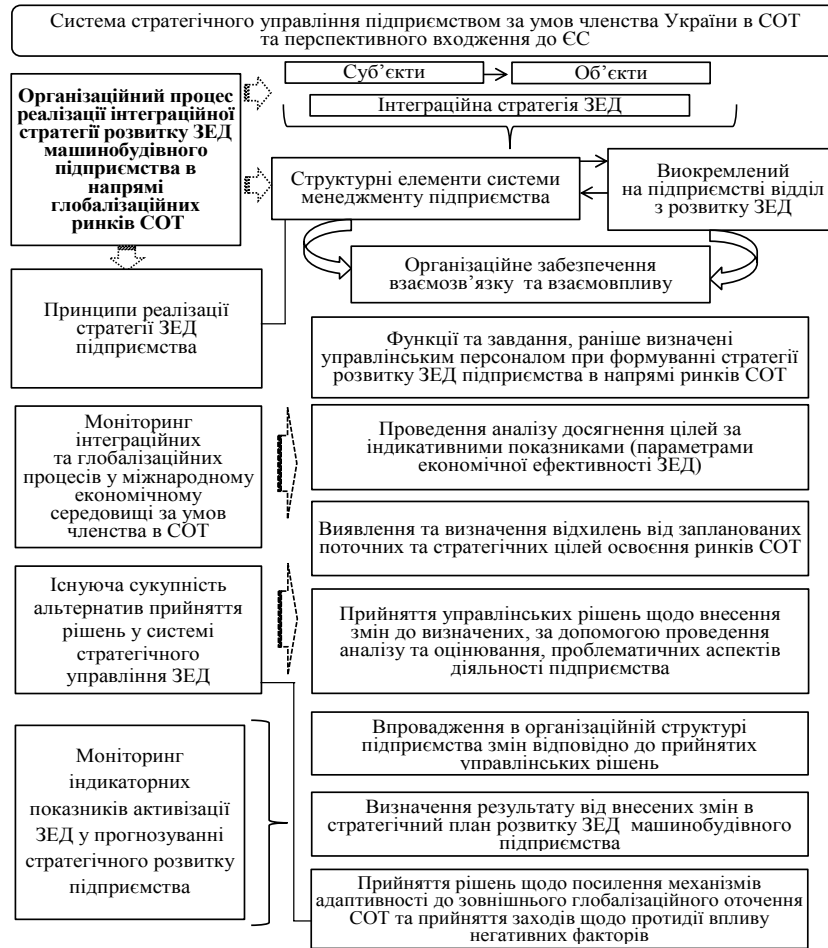 Система стратегічного управління підприємством за умов членства України в СОТ
та перспективного входження до ЄС
Суб’єкти
Об’єкти
Інтеграційна стратегія ЗЕД
Організаційний процес
реалізації інтеграційної
стратегії розвитку ЗЕД
машинобудівного
підприємства в
напрямі
глобалізаційних
ринків СОТ
Структурні елементи системи
менеджменту підприємства
Виокремлений
на підприємстві відділ
з розвитку ЗЕД
Організаційне забезпечення
взаємозв’язку та взаємовпливу
Принципи реалізації
стратегії ЗЕД
підприємства
Функції та завдання, раніше визначені
управлінським персоналом при формуванні стратегії
розвитку ЗЕД підприємства в напрямі ринків СОТ
Моніторинг
інтеграційних
та глобалізаційних
процесів у міжнародному
економічному
середовищі за умов
членства в СОТ
Проведення аналізу досягнення цілей за
індикативними показниками (параметрами
економічної ефективності ЗЕД)
Виявлення та визначення відхилень від запланованих
поточних та стратегічних цілей освоєння ринків СОТ
Існуюча сукупність
альтернатив прийняття
рішень у системі
стратегічного
управління ЗЕД
Прийняття управлінських рішень щодо внесення
змін до визначених, за допомогою проведення
аналізу та оцінювання, проблематичних аспектів
діяльності підприємства
Впровадження в організаційній структурі
підприємства змін відповідно до прийнятих
управлінських рішень
Моніторинг
індикаторних
показників активізації
ЗЕД у прогнозуванні
стратегічного розвитку
підприємства
Визначення результату від внесених змін в
стратегічний план розвитку ЗЕД машинобудівного
підприємства
Прийняття рішень щодо посилення механізмів
адаптивності до зовнішнього глобалізаційного оточення
СОТ та прийняття заходів щодо протидії впливу
негативних факторів